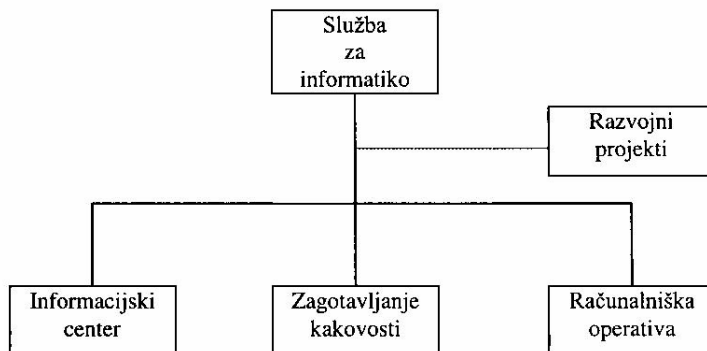 Služba
za
informatiko
Razvojni
projekti
Informacijski
center
Zagotavljanje
kakovosti
Računalniška
operativa